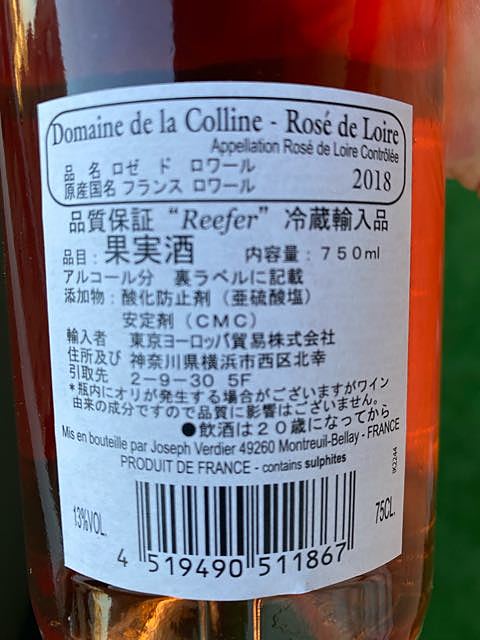 Domaine de la Colline - Rosé de Loire
Appellation Rosé de Loire Contrôlée
品 名 ロゼ ド ロワール
原産国名 フランス ロワール 2018
品質保証 “Reefer” 冷蔵輸入品
品目：果実酒 内容量：750ml
アルコール分 裏ラベルに記載
添加物：酸化防止剤（亜硫酸塩）
安定剤（CMC）
輸入者 東京ヨーロッパ貿易株式会社
住所及び 神奈川県横浜市西区北幸
引取先 2-9-30 5F
*瓶内にオリが発生する場合がございますがワイン
由来の成分ですので品質に影響はございません。
●飲酒は20歳になってから
Mis en bouteille par Joseph Verdier 49260 Montreuil-Bellay - FRANCE
PRODUIT DE FRANCE - contains sulphites
IK2244
13%VOL.
75CL.
4 519490 511867